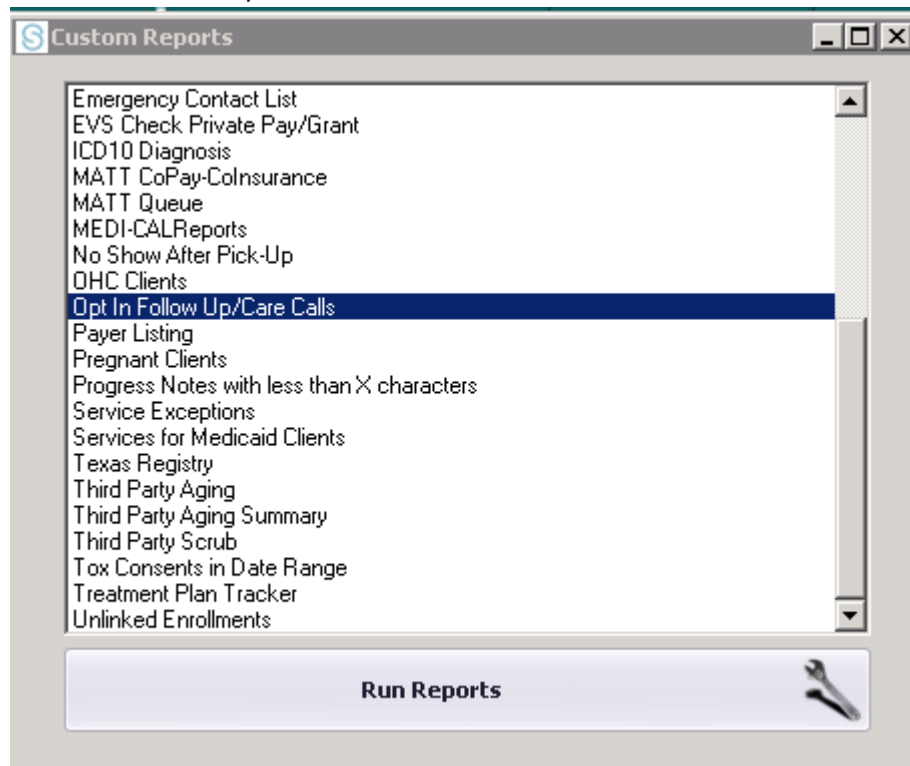 Custom Reports
Emergency Contact List
EVS Check Private Pay/Grant
ICD10 Diagnosis
MATT CoPay-CoInsurance
MATT Queue
MEDI-CALReports
No Show After Pick-Up
OHC Clients
Opt In Follow Up/Care Calls
Payer Listing
Pregnant Clients
Progress Notes with less than X characters
Service Exceptions
Services for Medicaid Clients
Texas Registry
Third Party Aging
Third Party Aging Summary
Third Party Scrub
Tox Consents in Date Range
Treatment Plan Tracker
Unlinked Enrollments
Run Reports